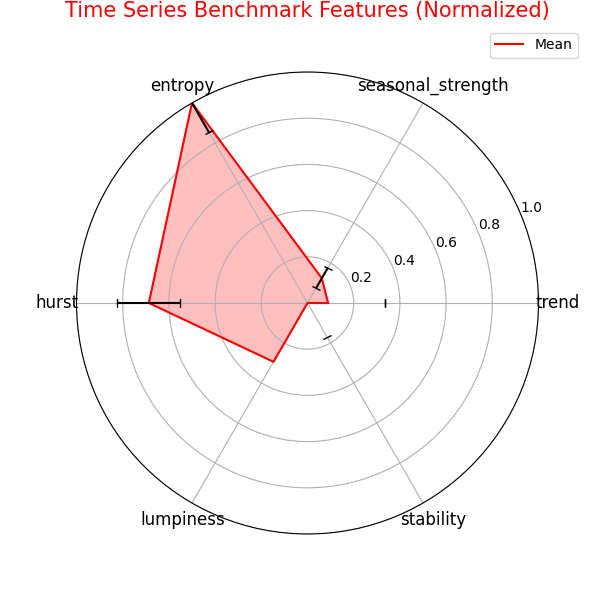 Time Series Benchmark Features (Normalized)
Mean
entropy
seasonal_strength
1.0
0.8
0.6
0.4
0.2
hurst
trend
lumpiness
stability